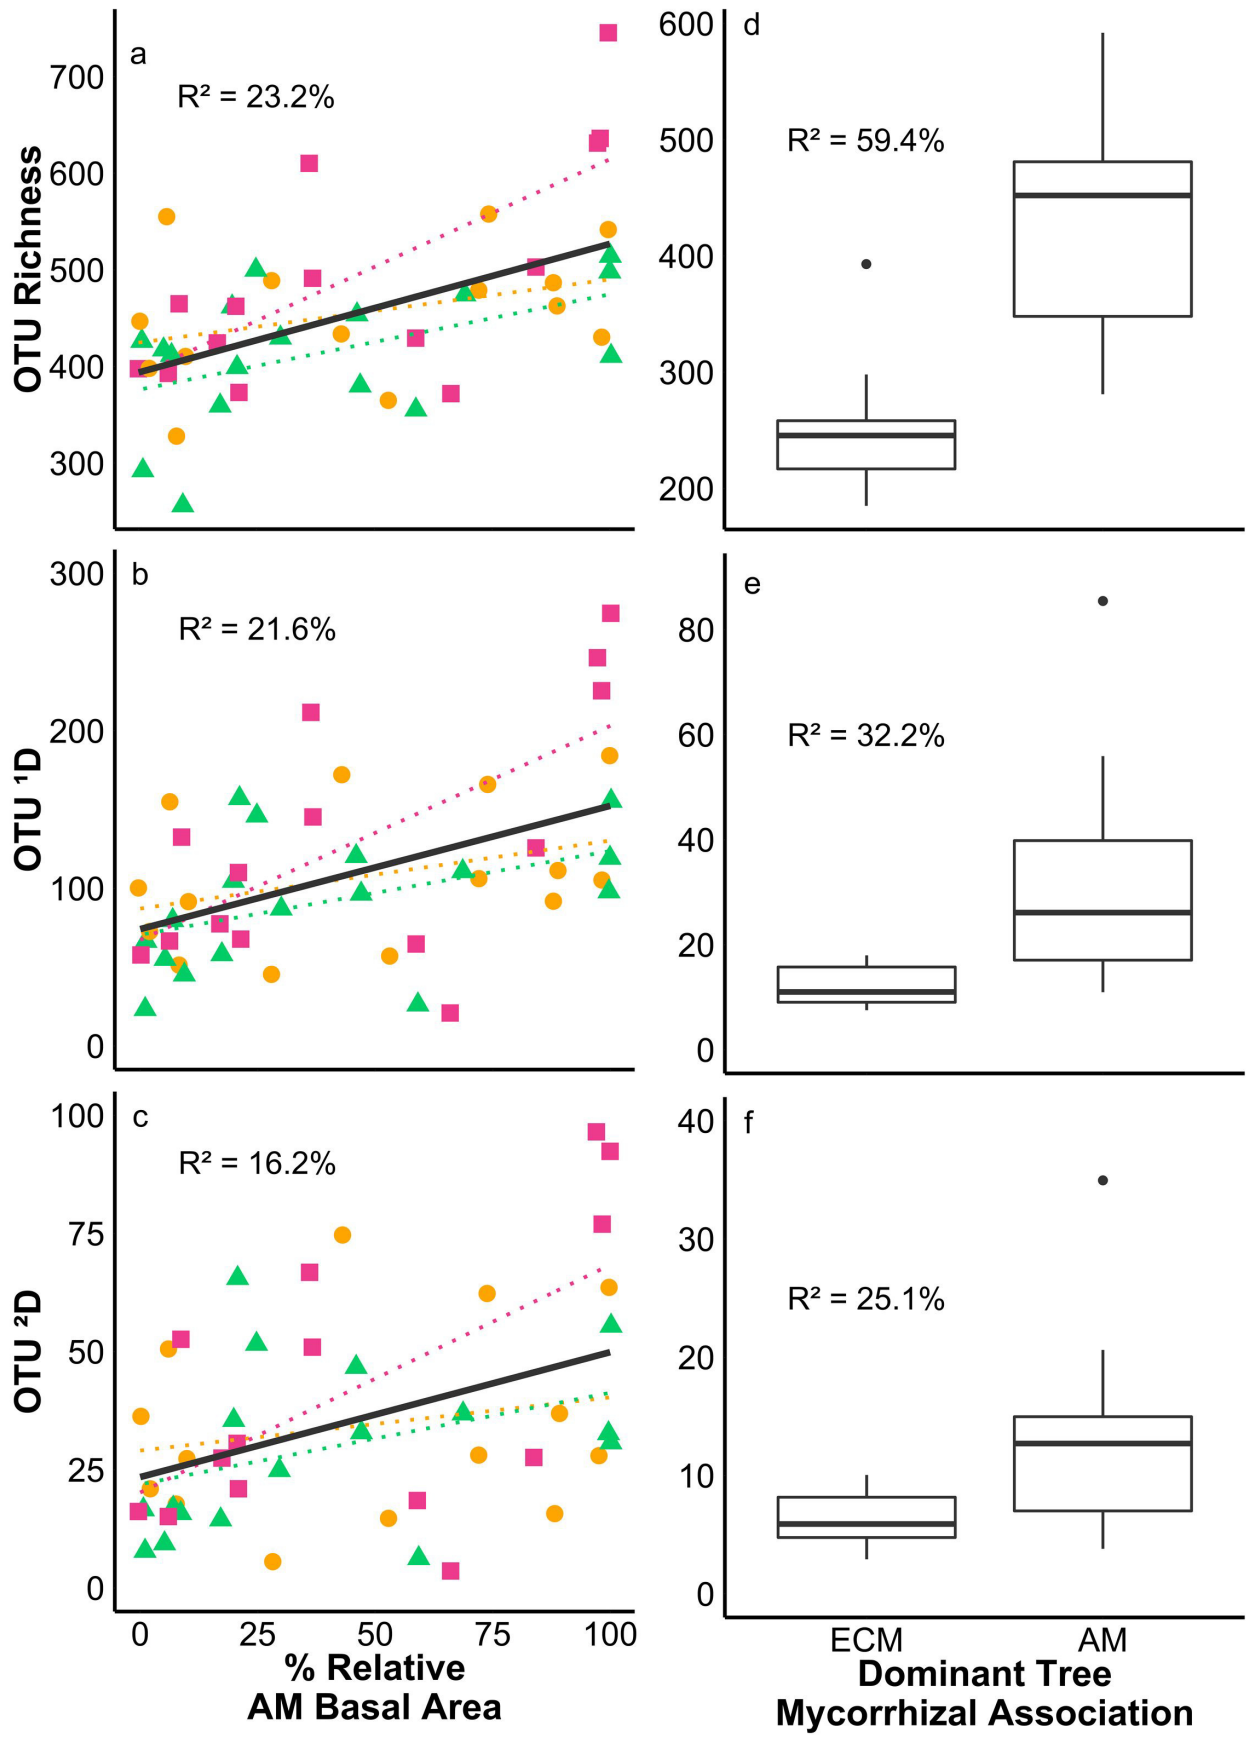 a
R² = 23.2%
700
600
500
400
300
OTU Richness
d
R² = 59.4%
600
500
400
300
200
b
R² = 21.6%
300
200
100
0
OTU ¹D
e
R² = 32.2%
80
60
40
20
0
c
R² = 16.2%
100
75
50
25
0
OTU ²D
0 25 50 75 100
% Relative
AM Basal Area
f
R² = 25.1%
40
30
20
10
0
ECM AM
Dominant Tree
Mycorrhizal Association